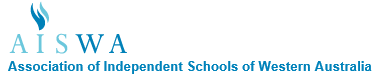 AISWA
Association of Independent Schools of Western Australia